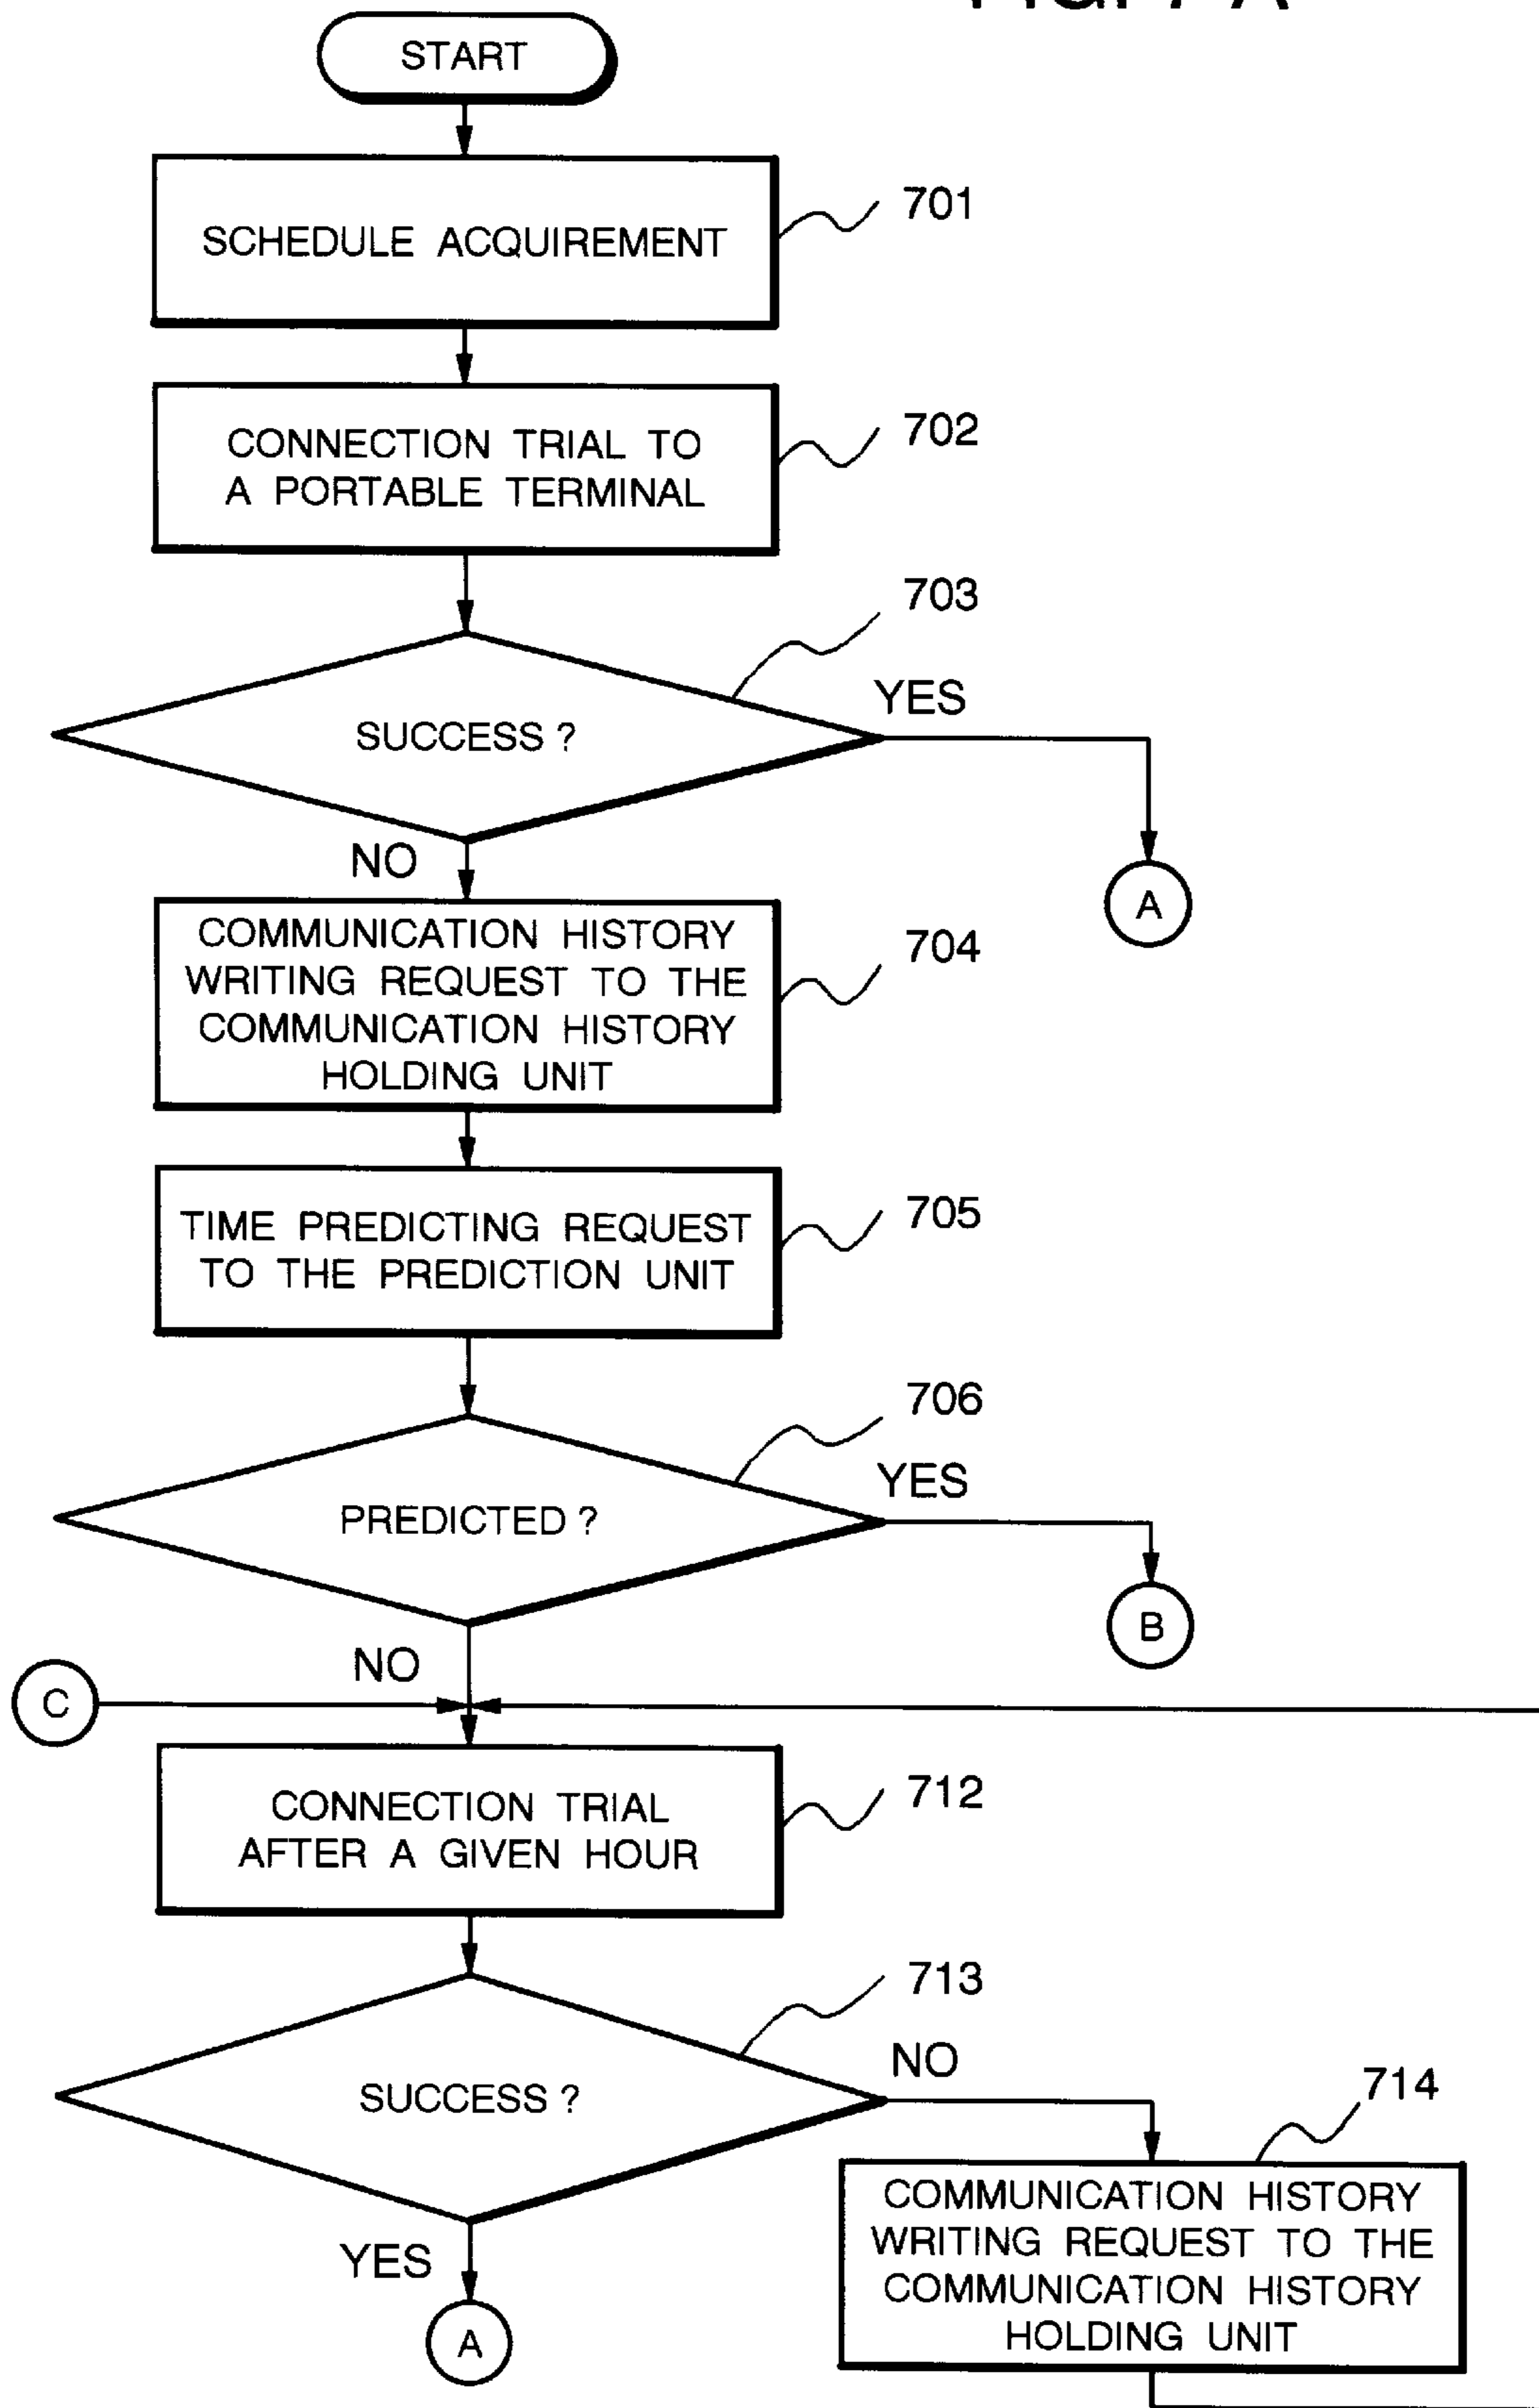 START
SCHEDULE ACQUIREMENT
701
CONNECTION TRIAL TO
A PORTABLE TERMINAL
702
703
SUCCESS ?
YES
NO
A
COMMUNICATION HISTORY
WRITING REQUEST TO THE
COMMUNICATION HISTORY
HOLDING UNIT
704
TIME PREDICTING REQUEST
TO THE PREDICTION UNIT
705
706
PREDICTED ?
YES
B
NO
C
CONNECTION TRIAL
AFTER A GIVEN HOUR
712
713
SUCCESS ?
NO
714
COMMUNICATION HISTORY
WRITING REQUEST TO THE
COMMUNICATION HISTORY
HOLDING UNIT
YES
A